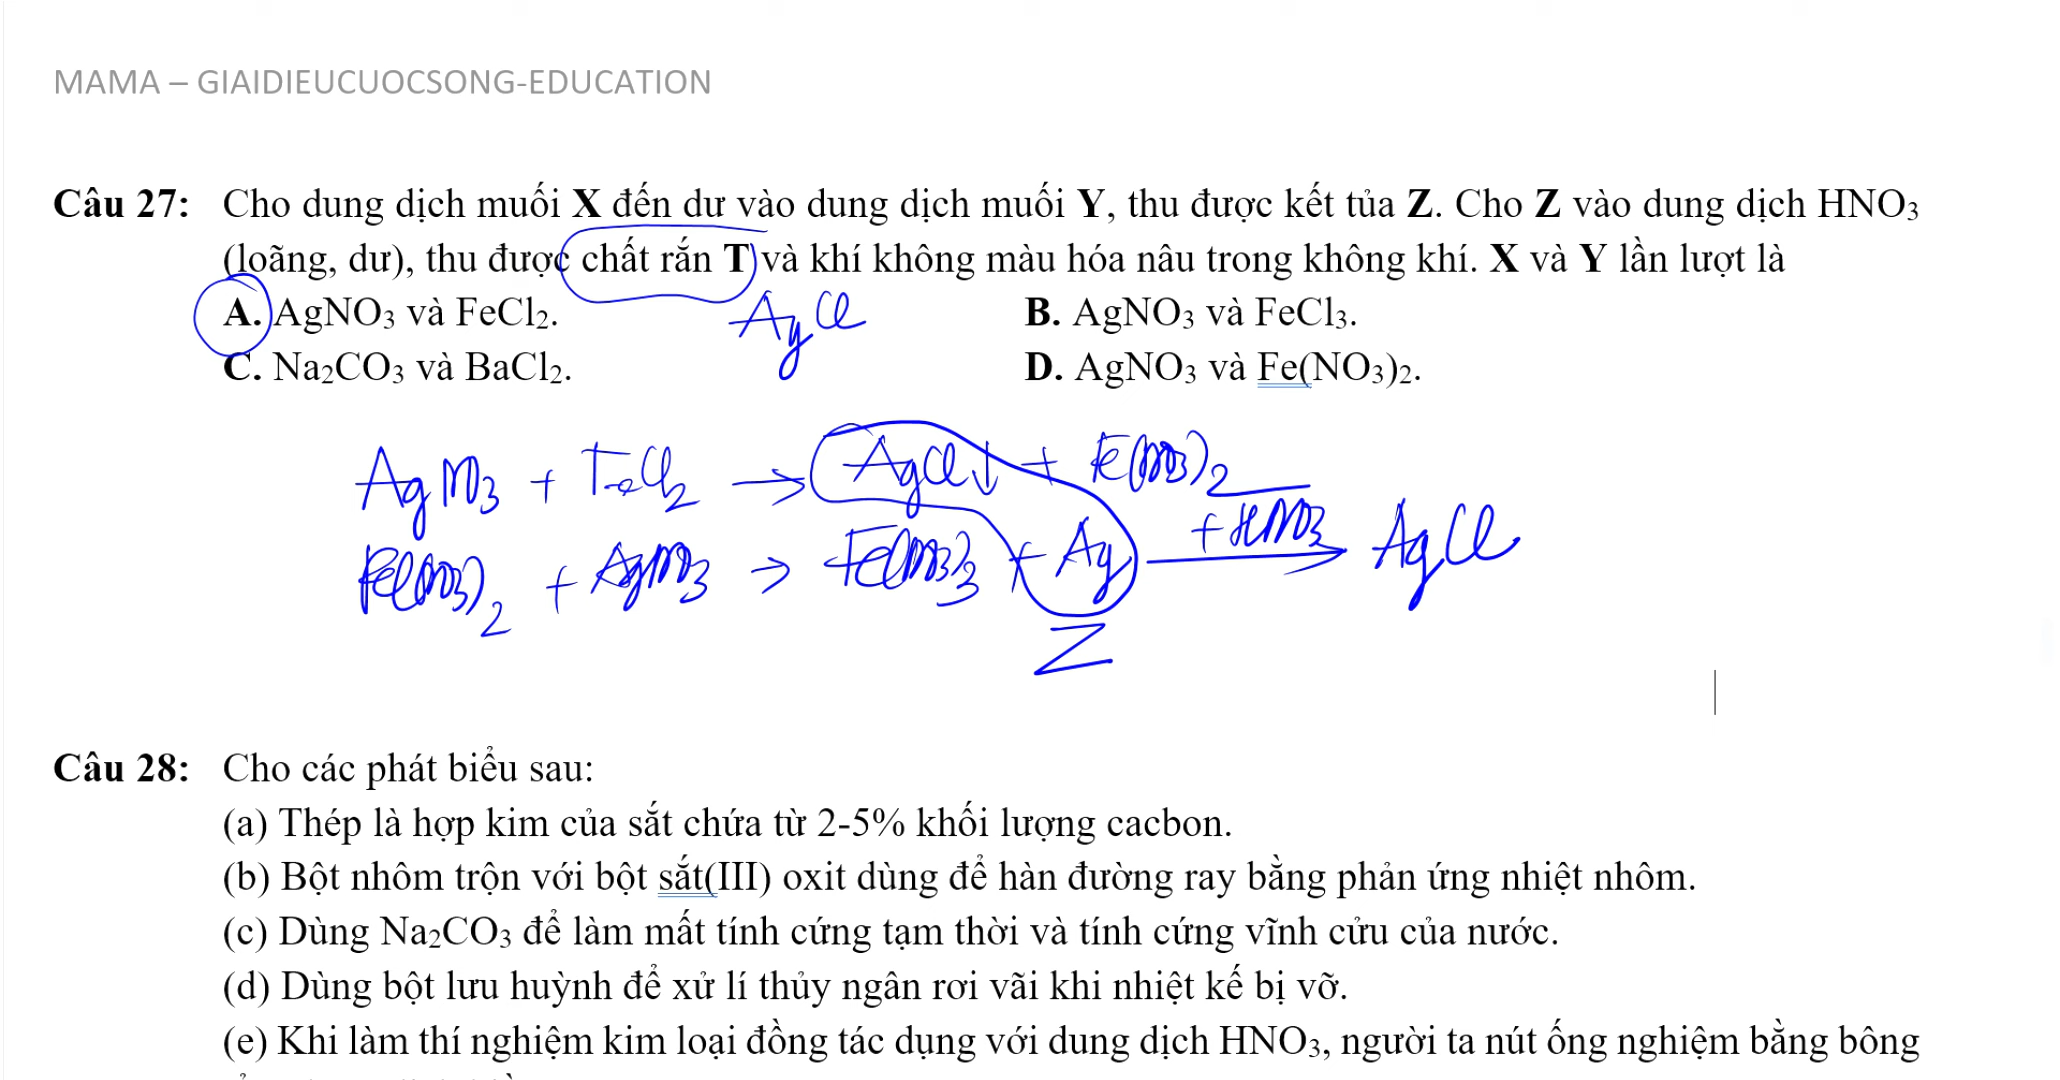 MAMA – GIAIDIEUCUOCSONG-EDUCATION
Câu 27: Cho dung dịch muối X đến dư vào dung dịch muối Y, thu được kết tủa Z. Cho Z vào dung dịch HNO₃
(loãng, dư), thu được chất rắn T và khí không màu hóa nâu trong không khí. X và Y lần lượt là
A. AgNO₃ và FeCl₂. B. AgNO₃ và FeCl₃.
AgCl
C. Na₂CO₃ và BaCl₂. D. AgNO₃ và Fe(NO₃)₂.
AgNO₃ + FeCl₂ → AgCl↓ + Fe(NO₃)₂
Fe(NO₃)₂ + AgNO₃ → Fe(NO₃)₃ + Ag +HNO₃ AgCl
Z
Câu 28: Cho các phát biểu sau:
(a) Thép là hợp kim của sắt chứa từ 2-5% khối lượng cacbon.
(b) Bột nhôm trộn với bột sắt(III) oxit dùng để hàn đường ray bằng phản ứng nhiệt nhôm.
(c) Dùng Na₂CO₃ để làm mất tính cứng tạm thời và tính cứng vĩnh cửu của nước.
(d) Dùng bột lưu huỳnh để xử lí thủy ngân rơi vãi khi nhiệt kế bị vỡ.
(e) Khi làm thí nghiệm kim loại đồng tác dụng với dung dịch HNO₃, người ta nút ống nghiệm bằng bông